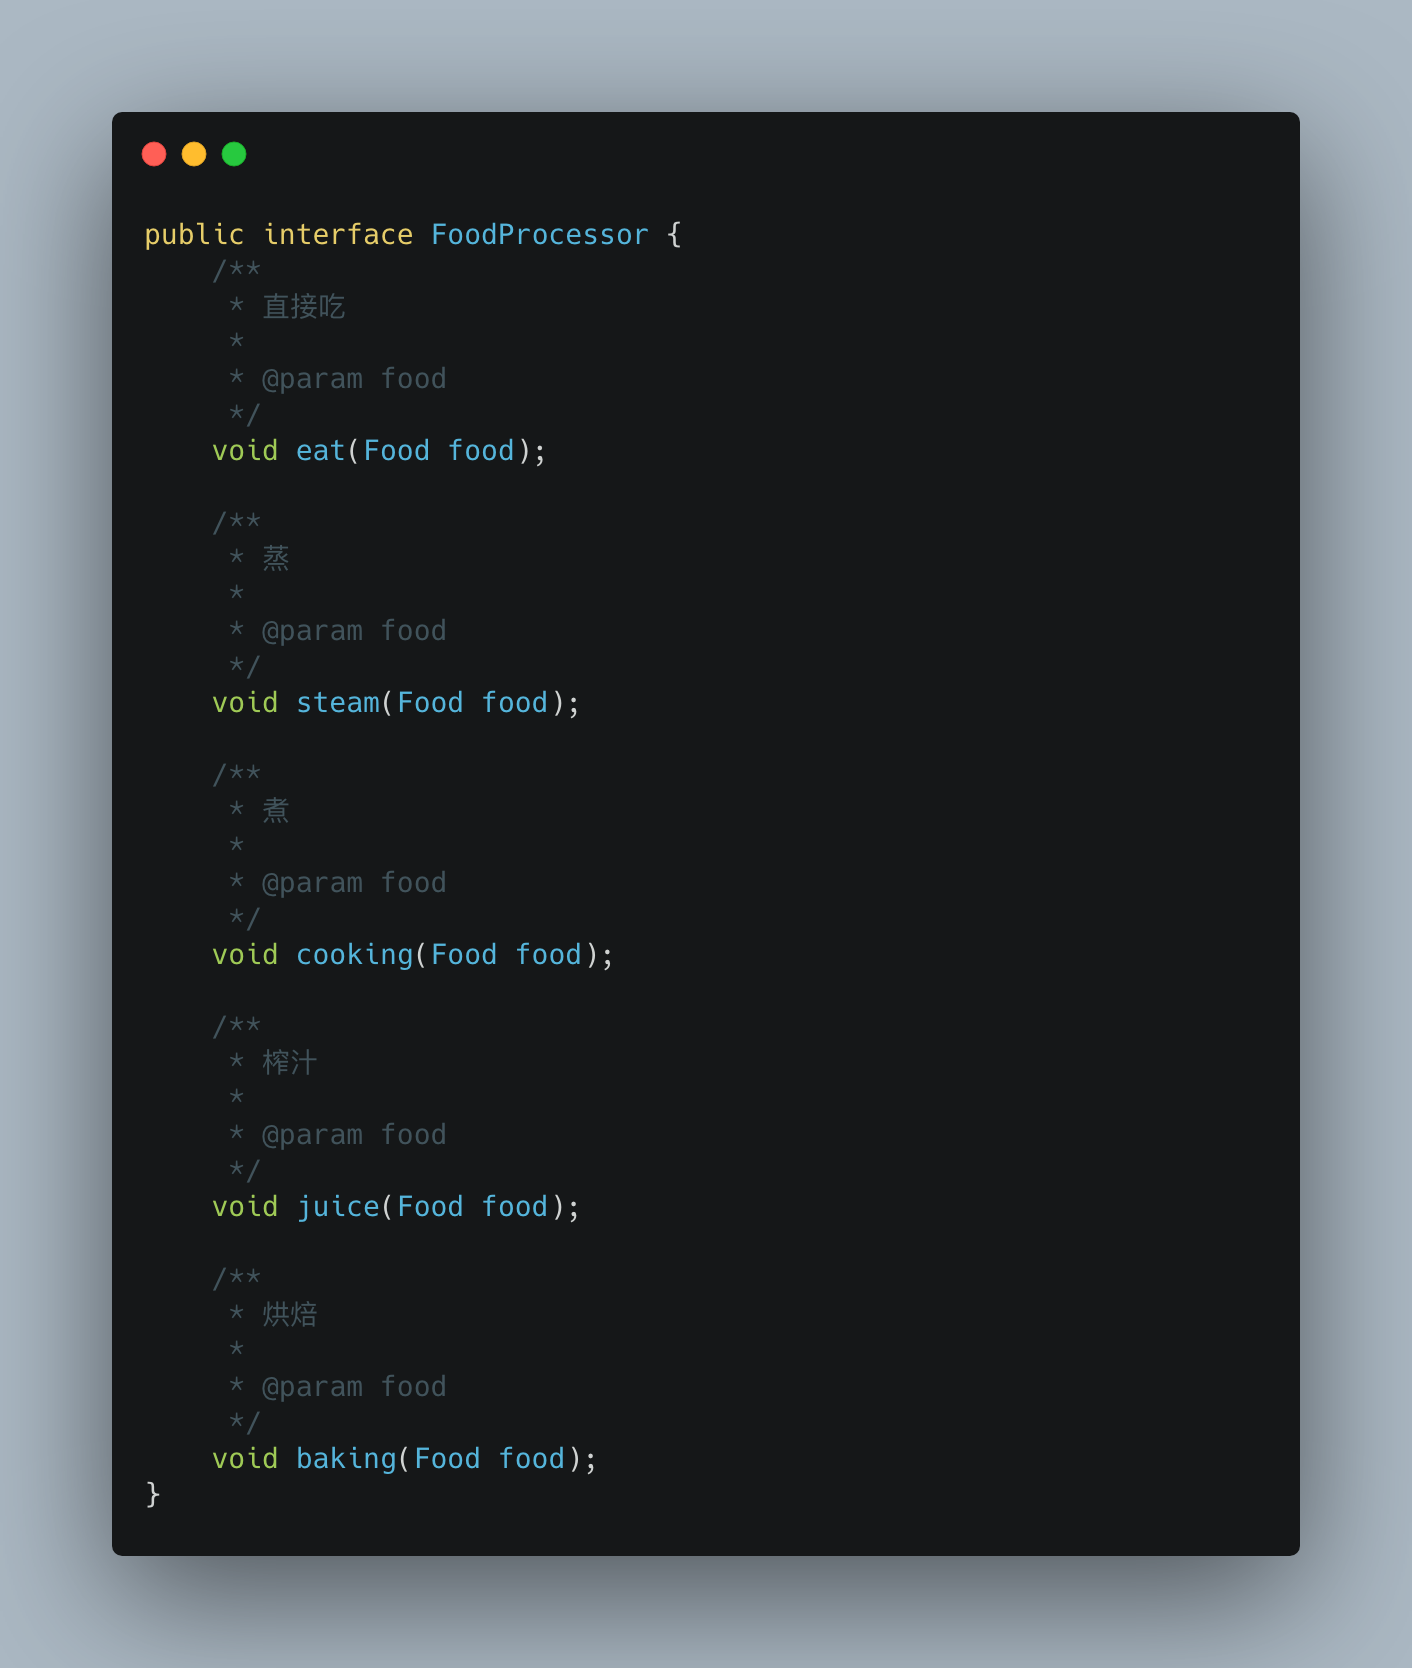 public interface FoodProcessor {
    /**
     * 直接吃
     *
     * @param food
     */
    void eat(Food food);

    /**
     * 蒸
     *
     * @param food
     */
    void steam(Food food);

    /**
     * 煮
     *
     * @param food
     */
    void cooking(Food food);

    /**
     * 榨汁
     *
     * @param food
     */
    void juice(Food food);

    /**
     * 烘焙
     *
     * @param food
     */
    void baking(Food food);
}